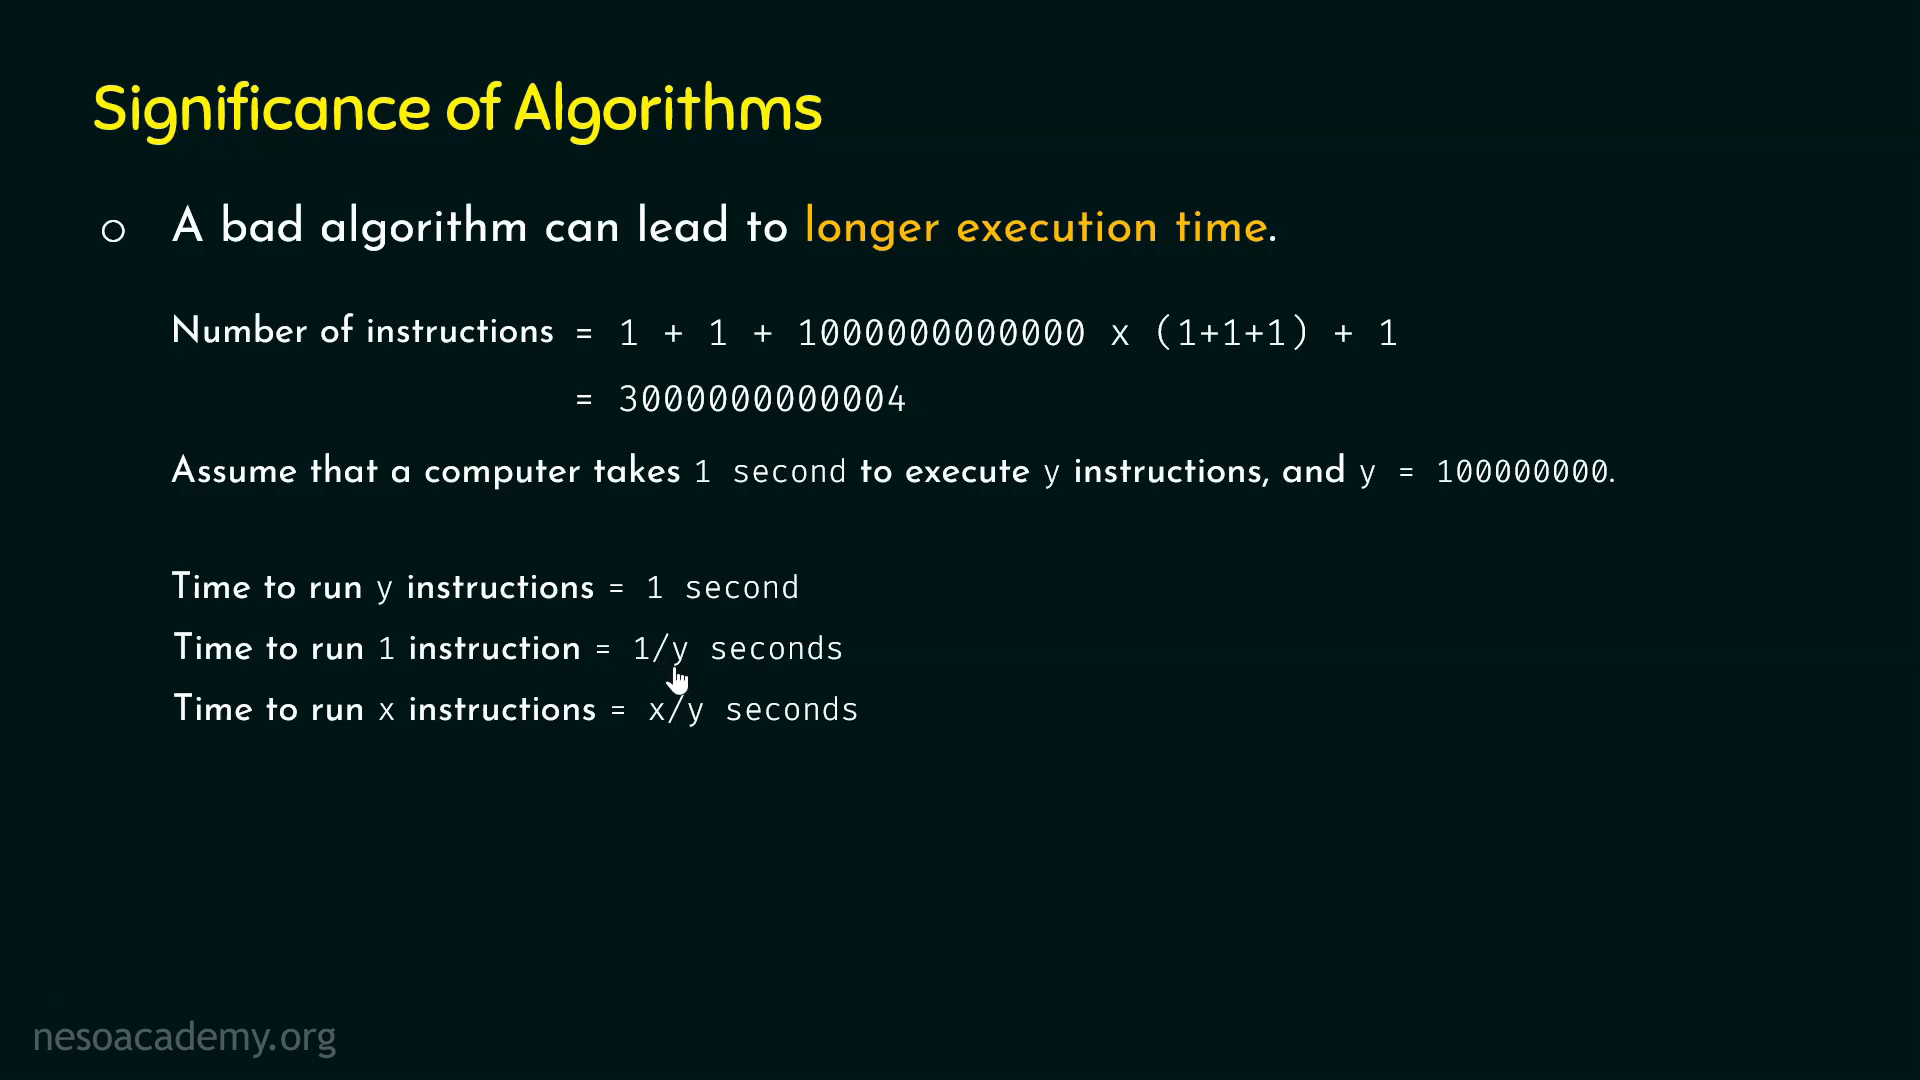 Significance of Algorithms
○ A bad algorithm can lead to longer execution time.
Number of instructions = 1 + 1 + 1000000000000 x (1+1+1) + 1
= 3000000000004
Assume that a computer takes 1 second to execute y instructions, and y = 100000000.
Time to run y instructions = 1 second
Time to run 1 instruction = 1/y seconds
Time to run x instructions = x/y seconds
nesoacademy.org